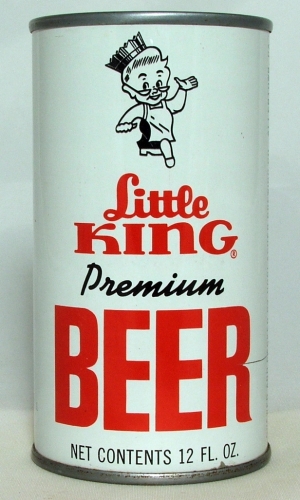 Little
KING®
Premium
BEER
NET CONTENTS 12 FL. OZ.